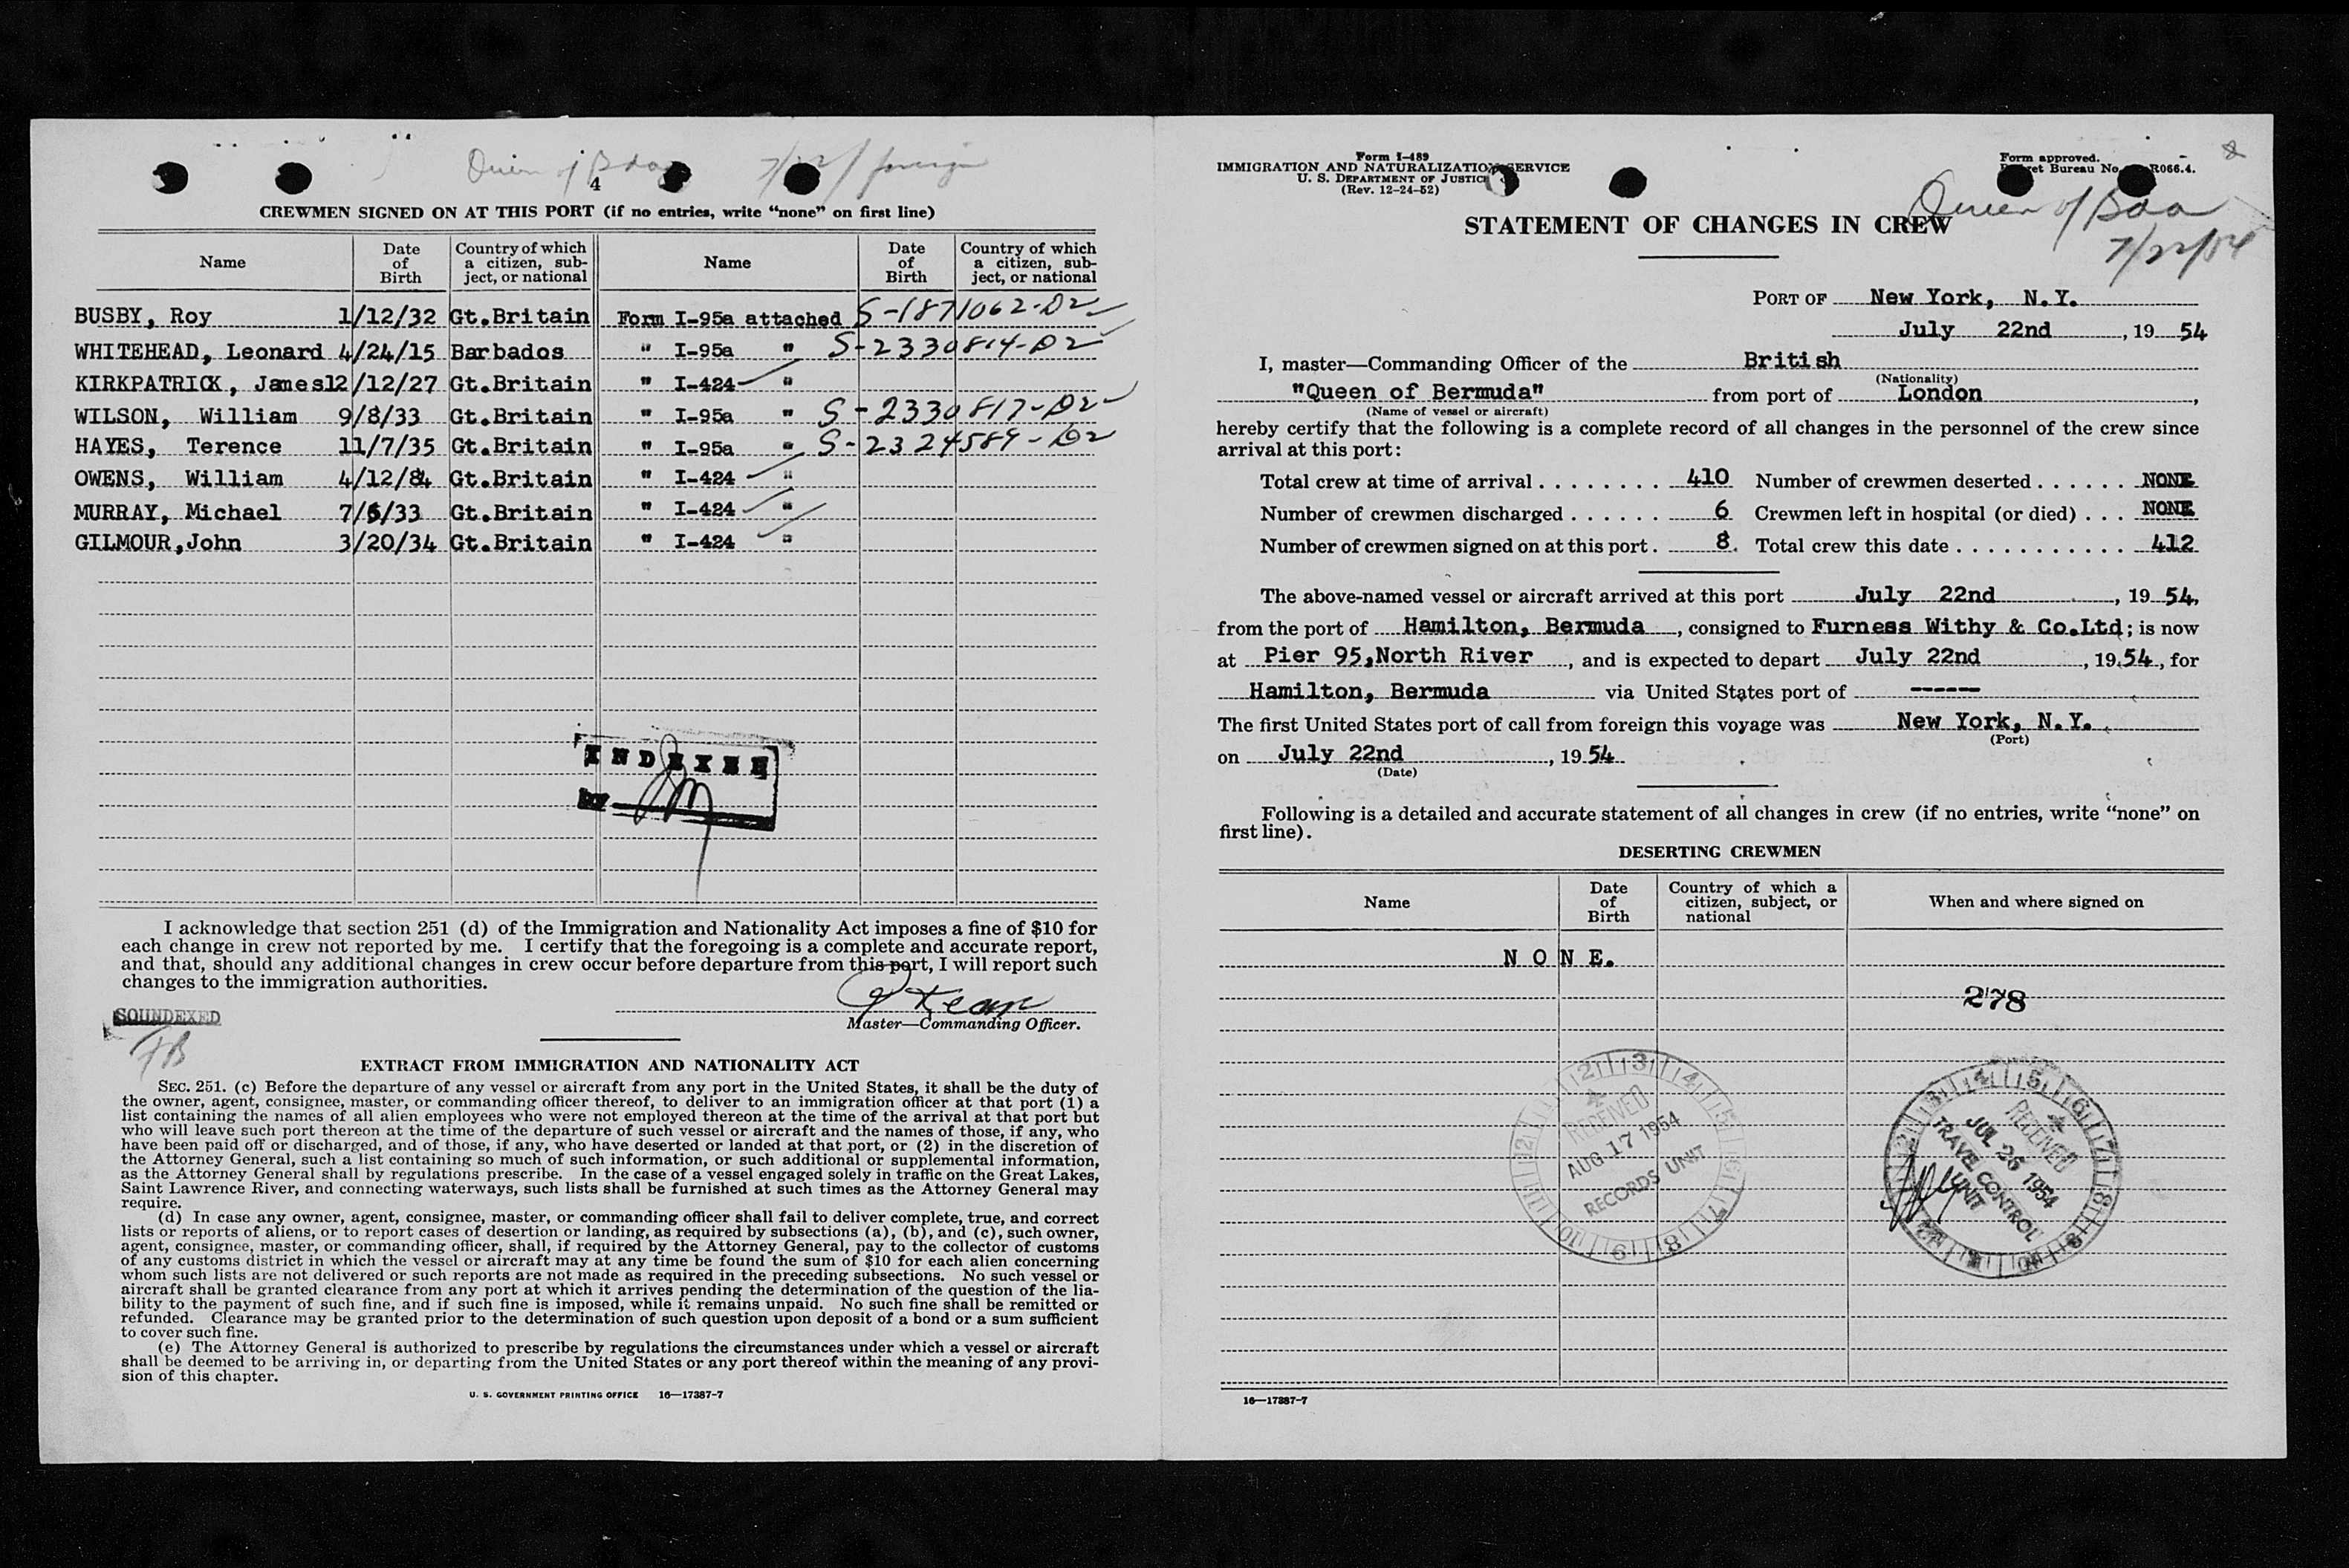 Queen of Bda 7/22/ foreign
4
CREWMEN SIGNED ON AT THIS PORT (if no entries, write “none” on first line)
Name Date of Birth Country of which a citizen, sub-ject, or national Name Date of Birth Country of which a citizen, sub-ject, or national
BUSBY, Roy 1/12/32 Gt.Britain Form I-95a attached S-1871062-D2
WHITEHEAD, Leonard 4/24/15 Barbados " I-95a " S-2330814-D2
KIRKPATRICK, James 12/12/27 Gt.Britain " I-424 "
WILSON, William 9/8/33 Gt.Britain " I-95a " S-2330817-D2
HAYES, Terence 11/7/35 Gt.Britain " I-95a " S-2324589-D2
OWENS, William 4/12/ Gt.Britain " I-424 "
MURRAY, Michael 7/6/33 Gt.Britain " I-424 "
GILMOUR,John 3/20/34 Gt.Britain " I-424 "
INDEXED
BY
I acknowledge that section 251 (d) of the Immigration and Nationality Act imposes a fine of $10 for
each change in crew not reported by me. I certify that the foregoing is a complete and accurate report,
and that, should any additional changes in crew occur before departure from this port, I will report such
changes to the immigration authorities.
SOUNDEXED
FB
Master—Commanding Officer.
EXTRACT FROM IMMIGRATION AND NATIONALITY ACT
SEC. 251. (c) Before the departure of any vessel or aircraft from any port in the United States, it shall be the duty of
the owner, agent, consignee, master, or commanding officer thereof, to deliver to an immigration officer at that port (1) a
list containing the names of all alien employees who were not employed thereon at the time of the arrival at that port but
who will leave such port thereon at the time of the departure of such vessel or aircraft and the names of those, if any, who
have been paid off or discharged, and of those, if any, who have deserted or landed at that port, or (2) in the discretion of
the Attorney General, such a list containing so much of such information, or such additional or supplemental information,
as the Attorney General shall by regulations prescribe. In the case of a vessel engaged solely in traffic on the Great Lakes,
Saint Lawrence River, and connecting waterways, such lists shall be furnished at such times as the Attorney General may
require.
(d) In case any owner, agent, consignee, master, or commanding officer shall fail to deliver complete, true, and correct
lists or reports of aliens, or to report cases of desertion or landing, as required by subsections (a), (b), and (c), such owner,
agent, consignee, master, or commanding officer, shall, if required by the Attorney General, pay to the collector of customs
of any customs district in which the vessel or aircraft may at any time be found the sum of $10 for each alien concerning
whom such lists are not delivered or such reports are not made as required in the preceding subsections. No such vessel or
aircraft shall be granted clearance from any port at which it arrives pending the determination of the question of the lia-
bility to the payment of such fine, and if such fine is imposed, while it remains unpaid. No such fine shall be remitted or
refunded. Clearance may be granted prior to the determination of such question upon deposit of a bond or a sum sufficient
to cover such fine.
(e) The Attorney General is authorized to prescribe by regulations the circumstances under which a vessel or aircraft
shall be deemed to be arriving in, or departing from the United States or any port thereof within the meaning of any provi-
sion of this chapter.
U. S. GOVERNMENT PRINTING OFFICE 16—17387-7
Form I-489
IMMIGRATION AND NATURALIZATION SERVICE
U. S. DEPARTMENT OF JUSTICE
(Rev. 12-24-52)
Form approved.
et Bureau No. R066.4.
Queen of Bda
7/22/54
STATEMENT OF CHANGES IN CREW
PORT OF New York, N.Y.
July 22nd , 19 54
I, master—Commanding Officer of the British
(Nationality)
"Queen of Bermuda" from port of London ,
(Name of vessel or aircraft)
hereby certify that the following is a complete record of all changes in the personnel of the crew since
arrival at this port:
Total crew at time of arrival . . . . . . . . 410 Number of crewmen deserted . . . . . . NONE
Number of crewmen discharged . . . . . . 6 Crewmen left in hospital (or died) . . . NONE
Number of crewmen signed on at this port . 8. Total crew this date . . . . . . . . . . . 412
The above-named vessel or aircraft arrived at this port July 22nd , 19 54,
from the port of Hamilton, Bermuda , consigned to Furness Withy & Co.Ltd; is now
at Pier 95,North River , and is expected to depart July 22nd , 19 54 , for
Hamilton, Bermuda via United States port of ------
The first United States port of call from foreign this voyage was New York, N.Y.
(Port)
on July 22nd , 19 54.
(Date)
Following is a detailed and accurate statement of all changes in crew (if no entries, write “none” on
first line).
DESERTING CREWMEN
Name Date of Birth Country of which a citizen, subject, or national When and where signed on
N O N E.
278
RECEIVED
AUG 17 1954
RECORDS UNIT
RECEIVED
JUL 26 1954
TRAVEL CONTROL
UNIT
16—17387-7